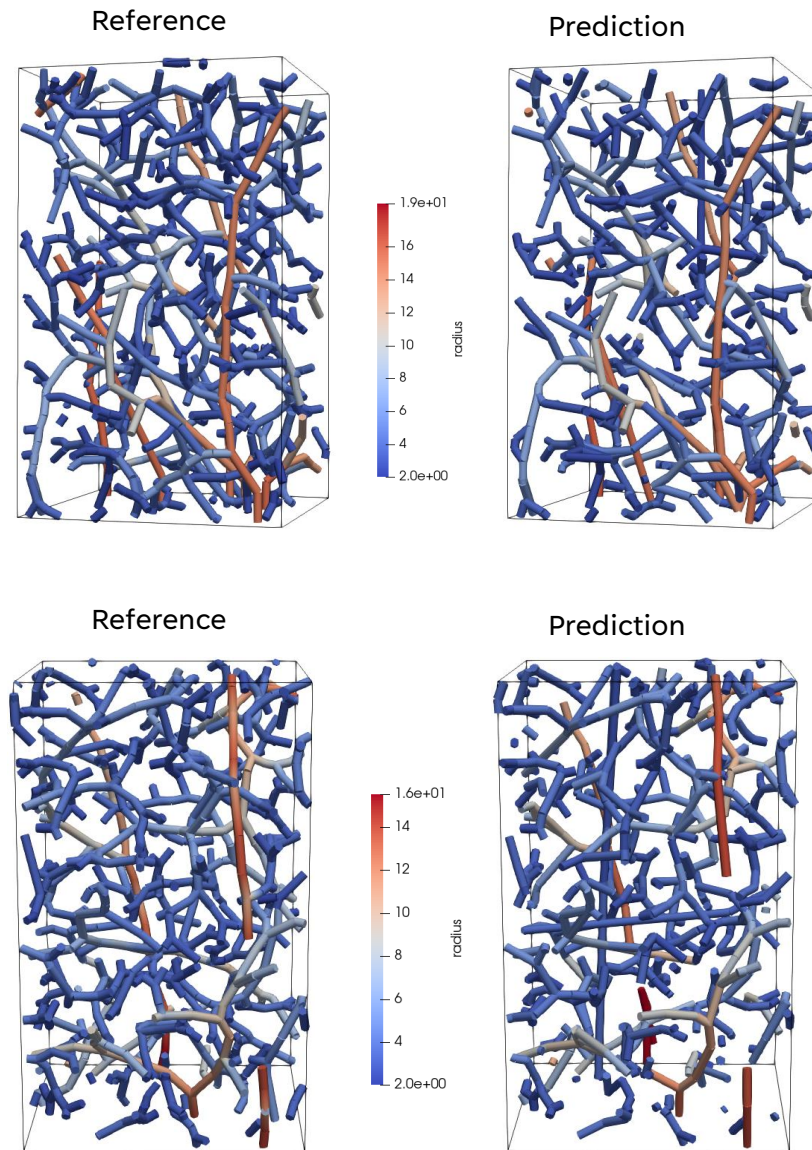 Reference
Prediction
1.9e+01
16
14
12
10
8
6
4
2.0e+00
radius
Reference
Prediction
1.6e+01
14
12
10
8
6
4
2.0e+00
radius